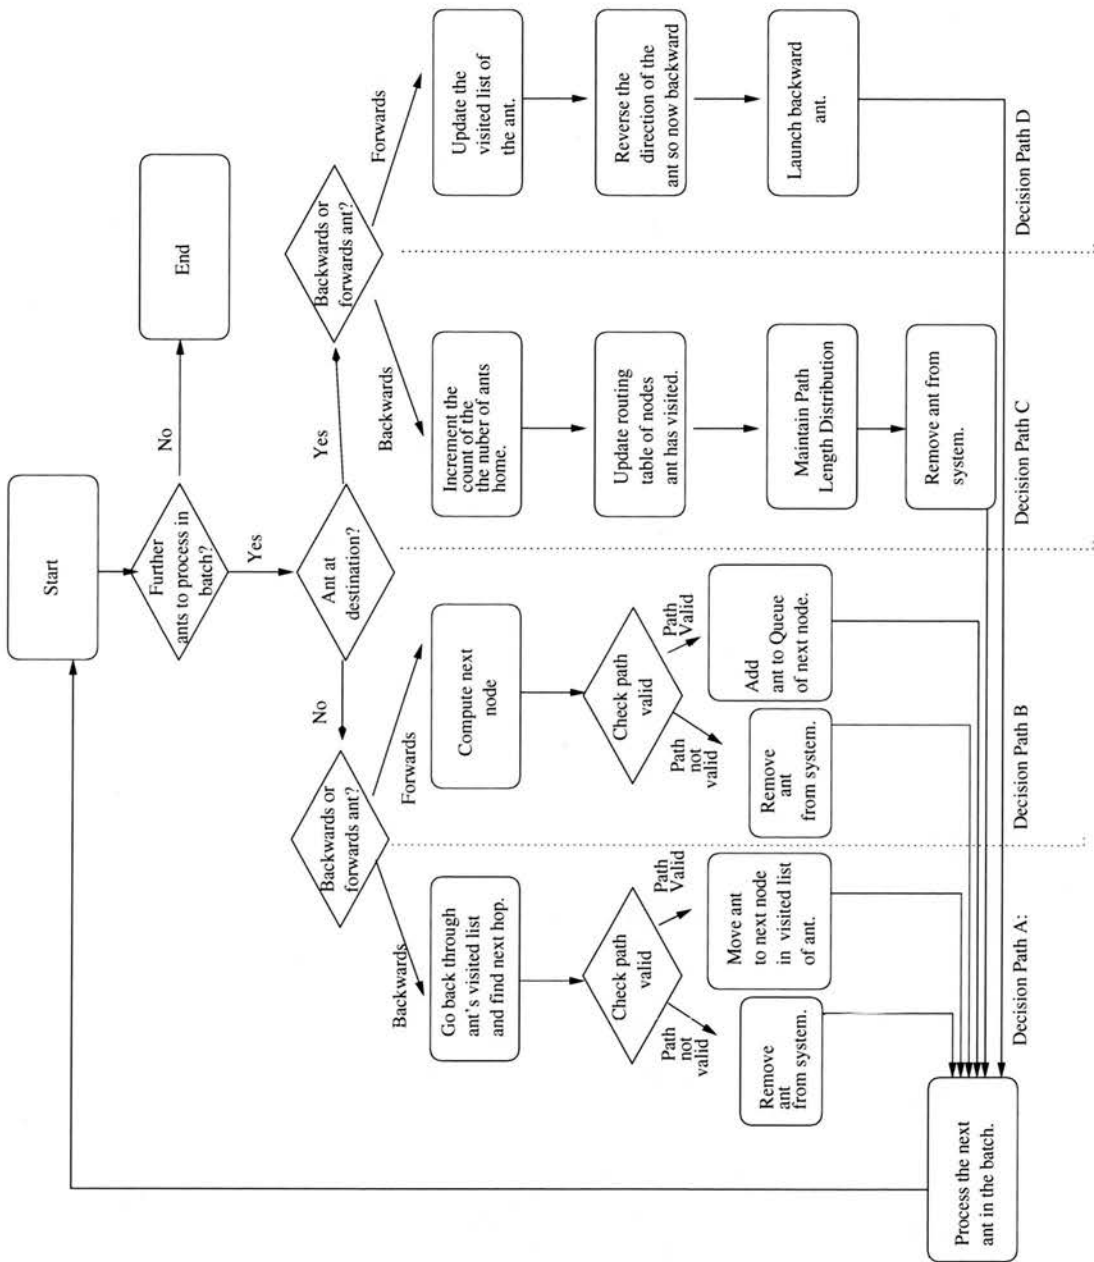 Start
Further
ants to process in
batch?
No
End
Yes
Ant at
destination?
No
Yes
Backwards or
forwards ant?
Backwards
Forwards
Backwards or
forwards ant?
Backwards
Forwards
Go back through
ant's visited list
and find next hop.
Check path
valid
Path
not
valid
Path
Valid
Remove
ant
from system.
Move ant
to next node
in visited list
of ant.
Decision Path A:
Compute next
node
Check path
valid
Path
not
valid
Path
Valid
Remove
ant
from system.
Add
ant to Queue
of next node.
Decision Path B
Increment the
count of the
the nuber of ants
home.
Update routing
table of nodes
ant has visited.
Maintain Path
Length Distribution
Remove ant from
system.
Decision Path C
Update the
visited list of
the ant.
Reverse the
direction of the
ant so now backward
Launch backward
ant.
Decision Path D
Process the next
ant in the batch.